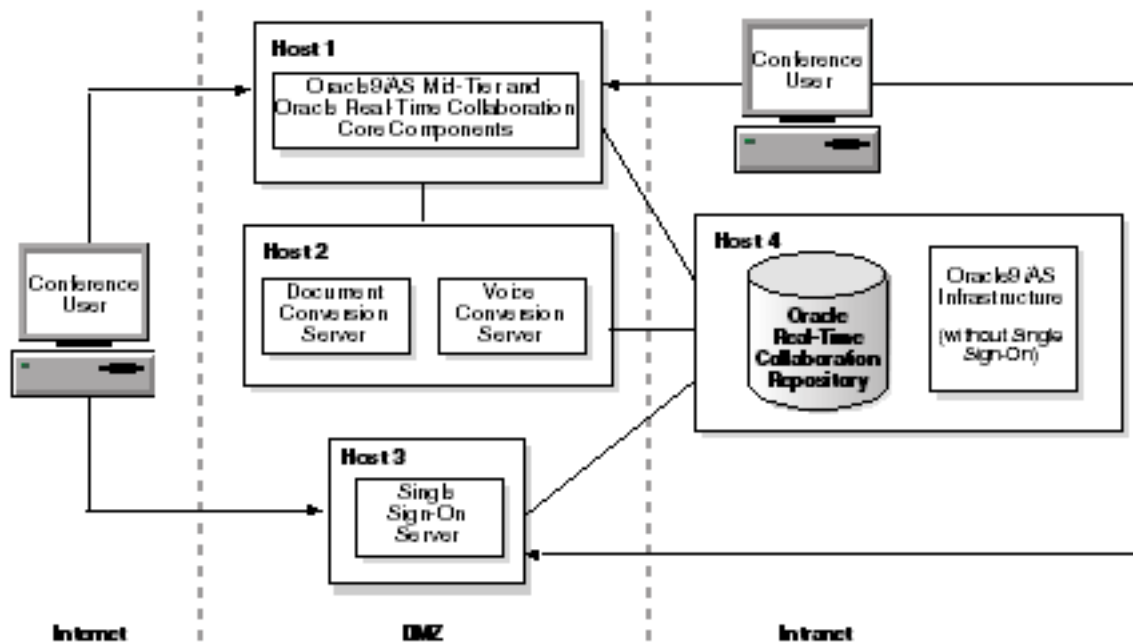 Host 1
Oracle9iAS Mid-Tier and
Oracle Real-Time Collaboration
Core Components
Conference
User
Conference
User
Host 2
Document
Conversion
Server
Voice
Conversion
Server
Host 4
Oracle
Real-Time
Collaboration
Repository
Oracle9iAS
Infrastructure
(without Single
Sign-On)
Host 3
Single
Sign-On
Server
Internet
DMZ
Intranet